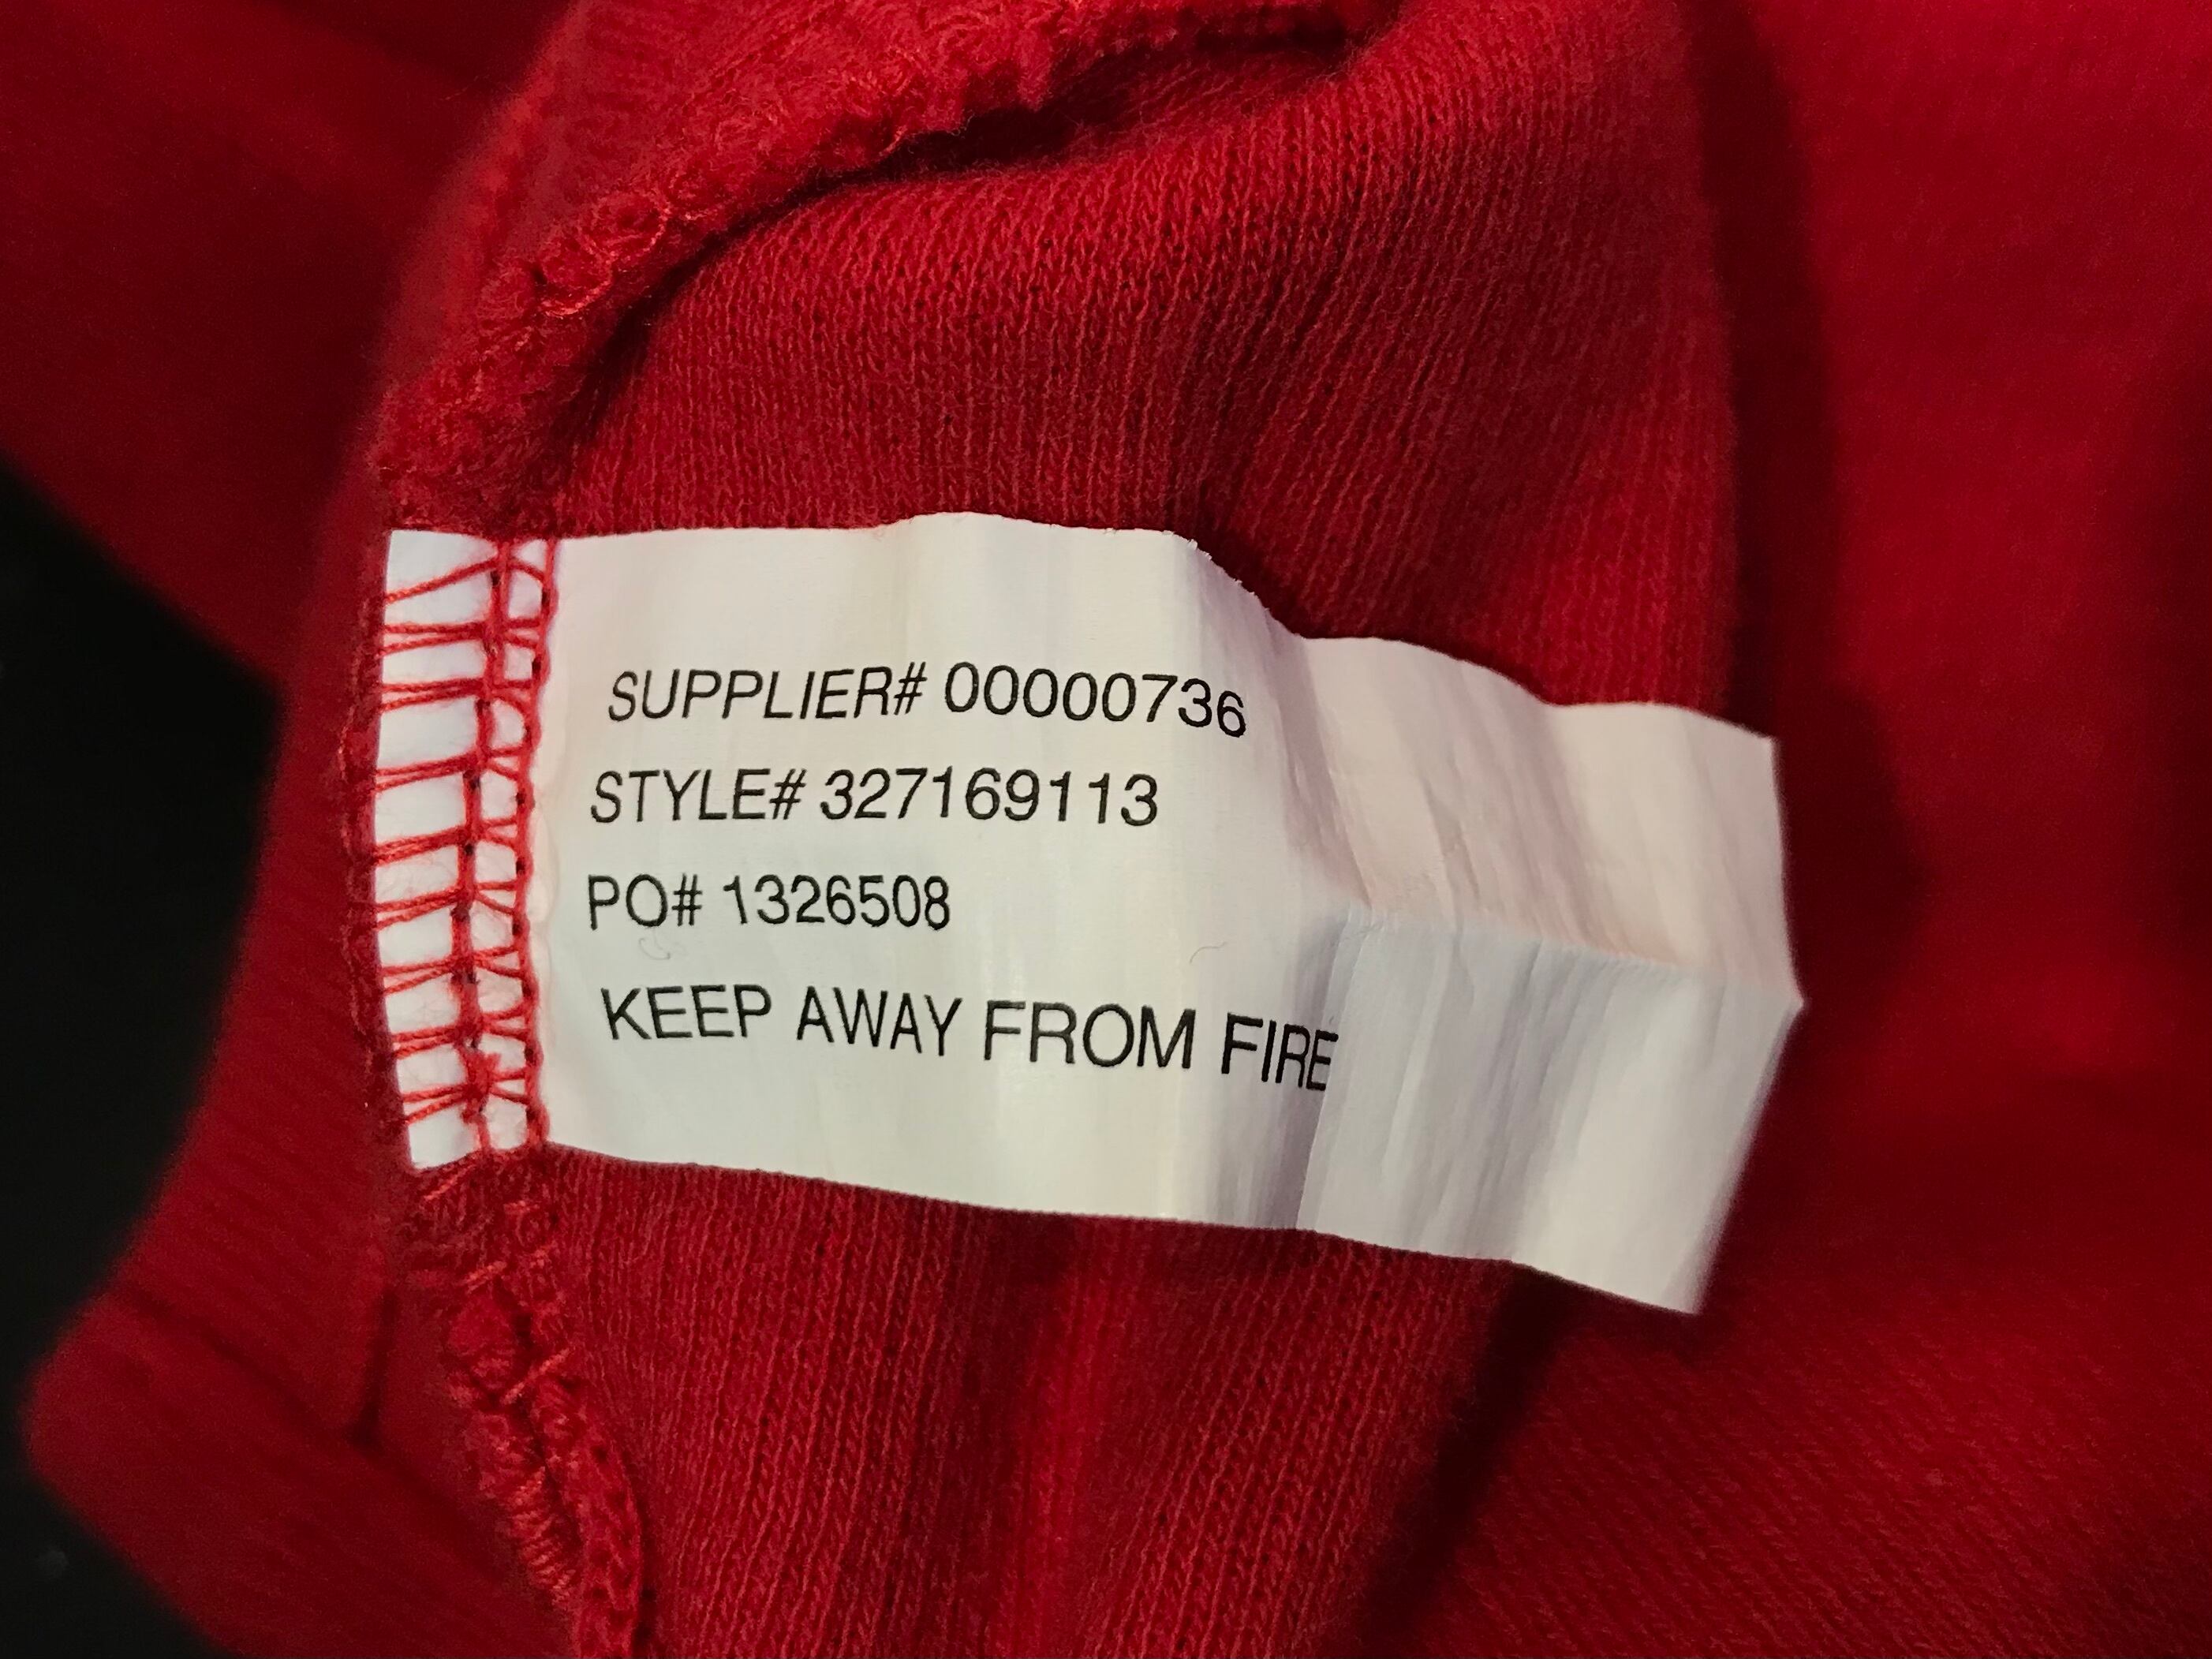 SUPPLIER# 00000736
STYLE# 327169113
PO# 1326508
KEEP AWAY FROM FIRE